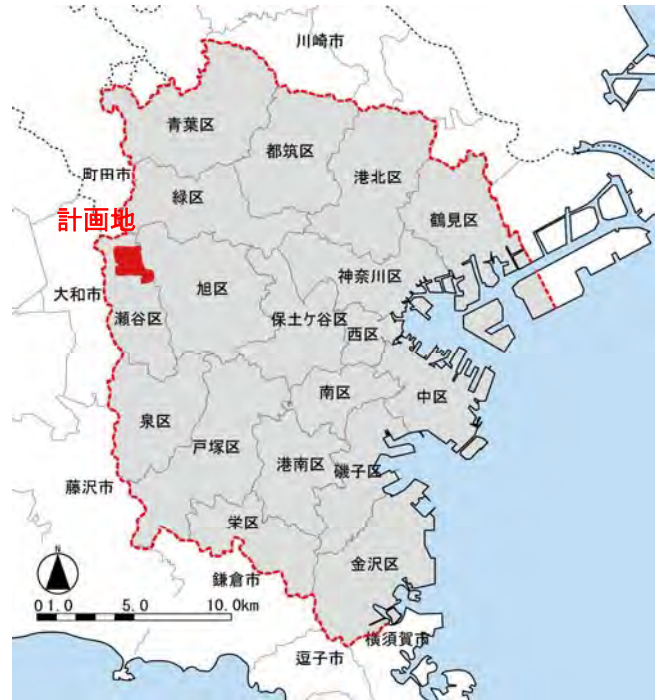 川崎市
青葉区
都筑区
港北区
町田市
緑区
鶴見区
計画地
神奈川区
旭区
大和市
瀬谷区
保土ケ谷区
西区
南区
中区
泉区
戸塚区
港南区
磯子区
藤沢市
栄区
金沢区
鎌倉市
N
0 1.0 5.0 10.0km
横須賀市
逗子市